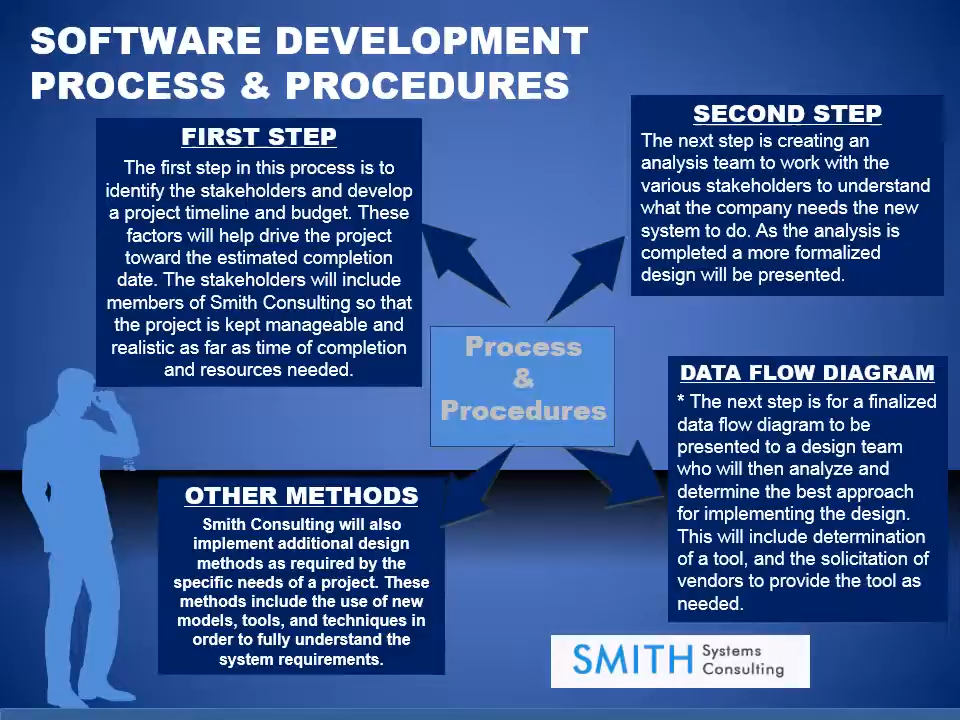 SOFTWARE DEVELOPMENT
PROCESS & PROCEDURES
FIRST STEP
The first step in this process is to
identify the stakeholders and develop
a project timeline and budget. These
factors will help drive the project
toward the estimated completion
date. The stakeholders will include
members of Smith Consulting so that
the project is kept manageable and
realistic as far as time of completion
and resources needed.
SECOND STEP
The next step is creating an
analysis team to work with the
various stakeholders to understand
what the company needs the new
system to do. As the analysis is
completed a more formalized
design will be presented.
Process
&
Procedures
DATA FLOW DIAGRAM
* The next step is for a finalized
data flow diagram to be
presented to a design team
who will then analyze and
determine the best approach
for implementing the design.
This will include determination
of a tool, and the solicitation of
vendors to provide the tool as
needed.
OTHER METHODS
Smith Consulting will also
implement additional design
methods as required by the
specific needs of a project. These
methods include the use of new
models, tools, and techniques in
order to fully understand the
system requirements.
SMITH Systems
Consulting